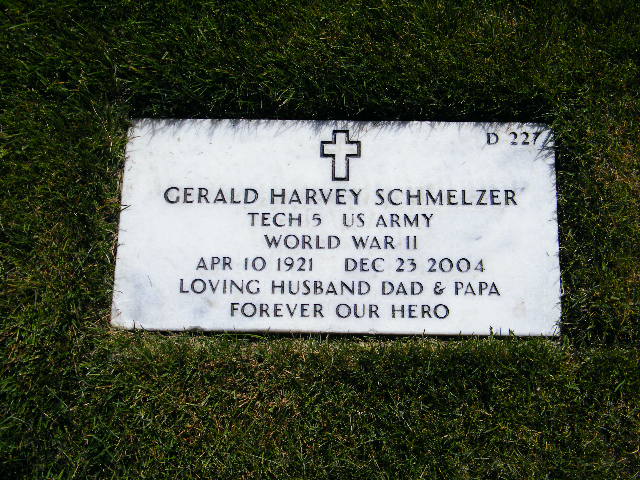 D 227
GERALD HARVEY SCHMELZER
TECH 5 US ARMY
WORLD WAR II
APR 10 1921 DEC 23 2004
LOVING HUSBAND DAD & PAPA
FOREVER OUR HERO